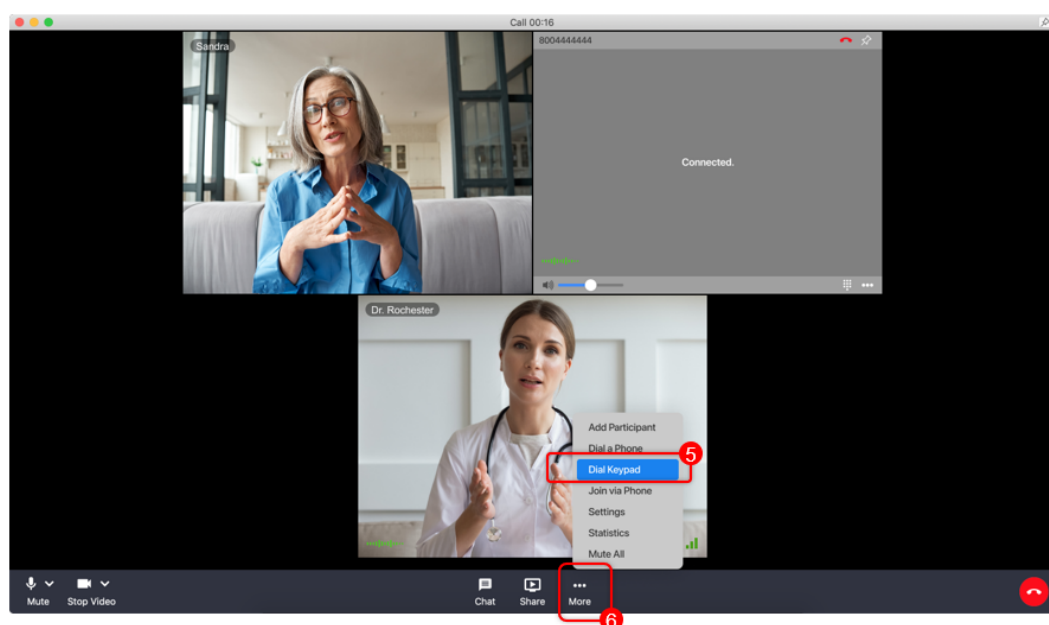 Call 00:16
Sandra
8004444444
Connected.
Dr. Rochester
Add Participant
Dial a Phone
5
Dial Keypad
Join via Phone
Settings
Statistics
Mute All
Mute
Stop Video
Chat
Share
More
6